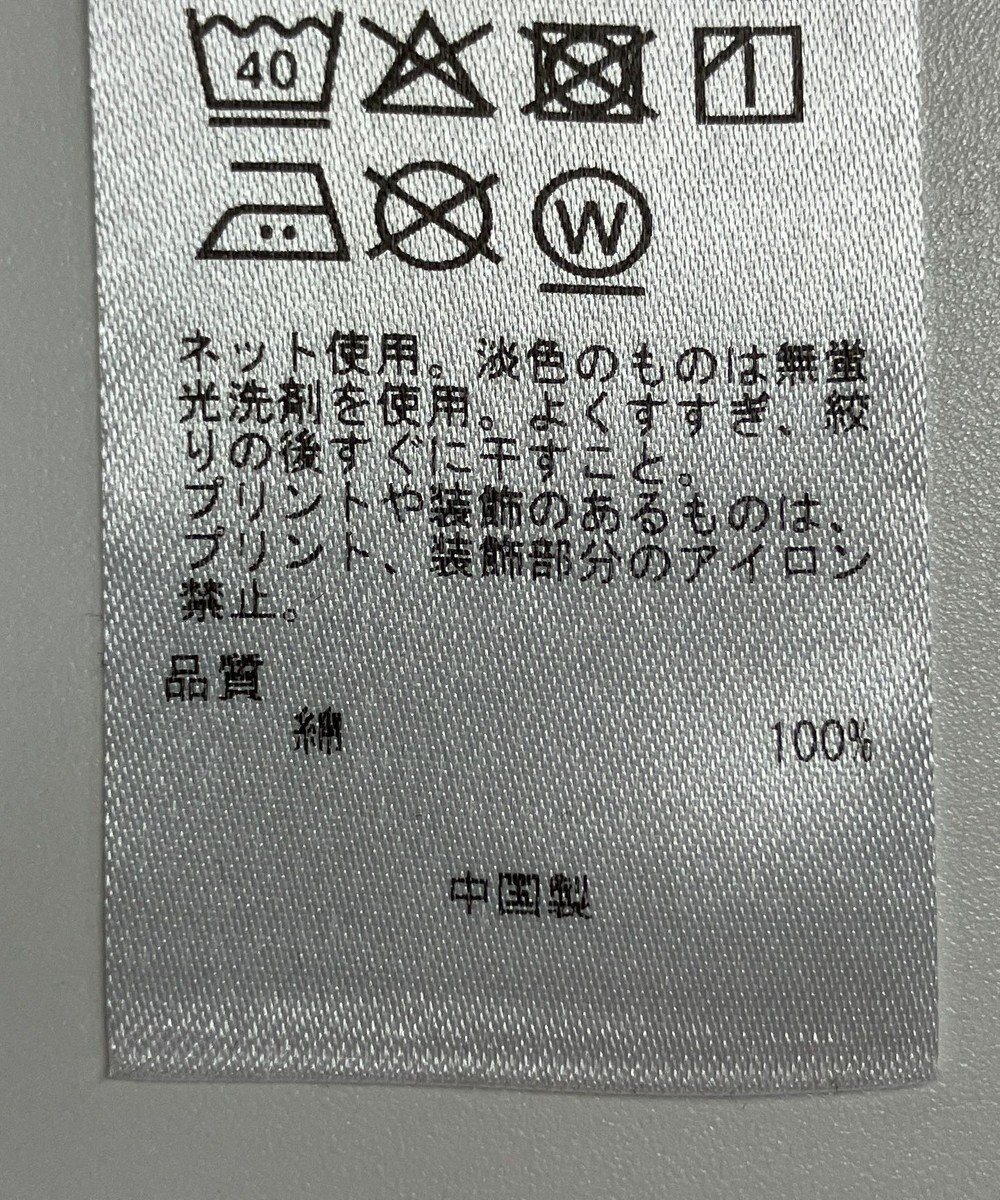 40
W
ネット使用。淡色のものは無蛍
光洗剤を使用。よくすすぎ、絞
りの後すぐに干すこと。
プリントや装飾のあるものは、
プリント、装飾部分のアイロン
禁止。
品質
綿 100%
中国製